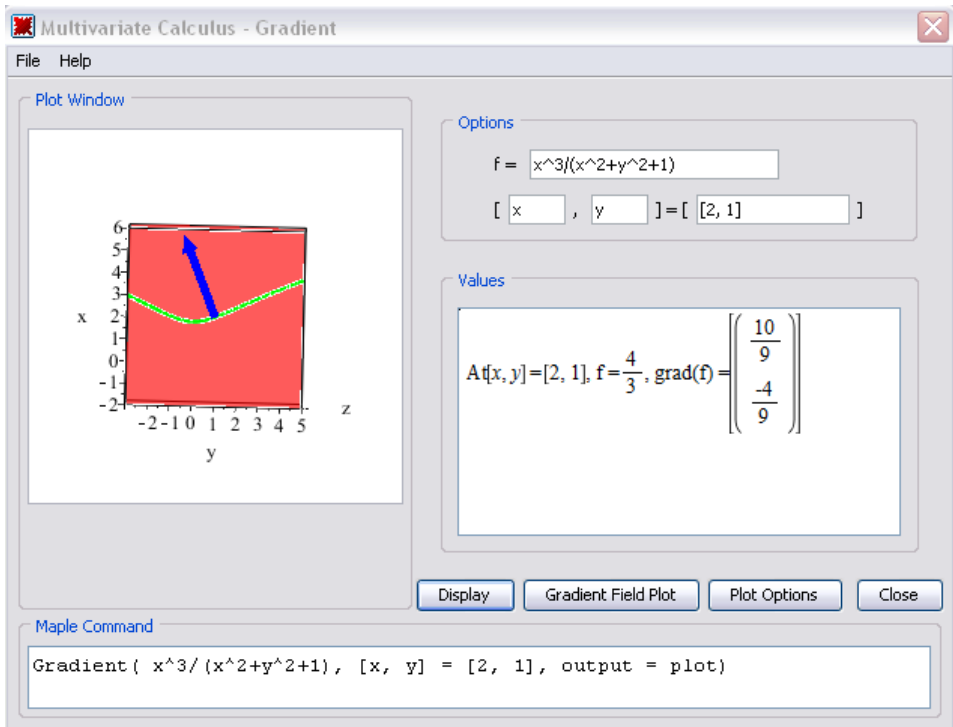 Multivariate Calculus - Gradient
File Help
Plot Window
6
5
4
3
x 2
1
0
-1
-2
-2 -1 0 1 2 3 4 5 z
y
Options
f = x^3/(x^2+y^2+1)
[ x , y ]=[ [2, 1] ]
Values
At[x, y]=[2, 1], f = 4/3, grad(f) = [(10/9
-4/9)]
Display Gradient Field Plot Plot Options Close
Maple Command
Gradient( x^3/(x^2+y^2+1), [x, y] = [2, 1], output = plot)